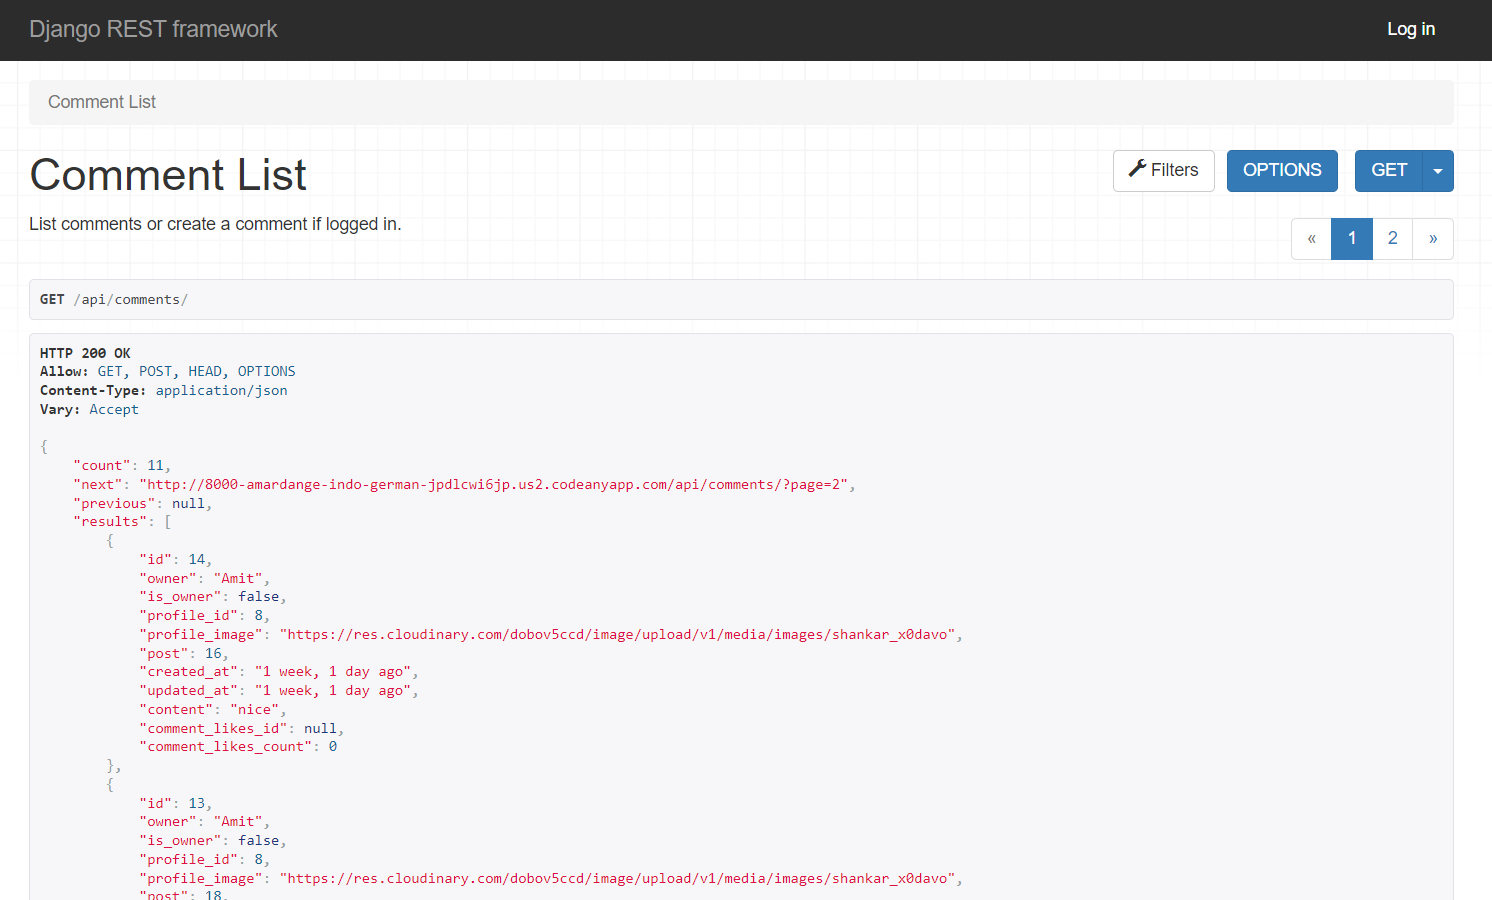 Django REST framework
Log in
Comment List
Comment List
Filters
OPTIONS
GET
List comments or create a comment if logged in.
« 1 2 »
GET /api/comments/
HTTP 200 OK
Allow: GET, POST, HEAD, OPTIONS
Content-Type: application/json
Vary: Accept
{
    "count": 11,
    "next": "http://8000-amardange-indo-german-jpdlcwi6jp.us2.codeanyapp.com/api/comments/?page=2",
    "previous": null,
    "results": [
        {
            "id": 14,
            "owner": "Amit",
            "is_owner": false,
            "profile_id": 8,
            "profile_image": "https://res.cloudinary.com/dobov5ccd/image/upload/v1/media/images/shankar_x0davo",
            "post": 16,
            "created_at": "1 week, 1 day ago",
            "updated_at": "1 week, 1 day ago",
            "content": "nice",
            "comment_likes_id": null,
            "comment_likes_count": 0
        },
        {
            "id": 13,
            "owner": "Amit",
            "is_owner": false,
            "profile_id": 8,
            "profile_image": "https://res.cloudinary.com/dobov5ccd/image/upload/v1/media/images/shankar_x0davo",
            "post": 18,